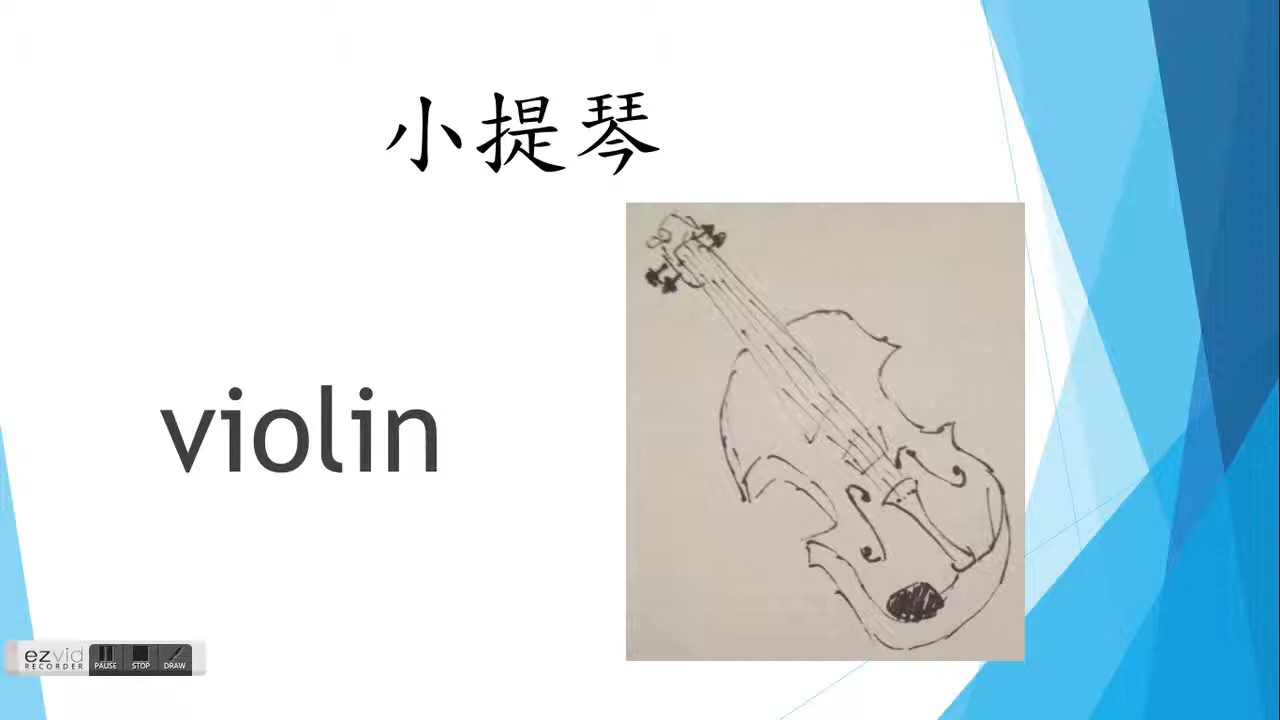 小提琴
violin
ezvid
RECORDER
PAUSE
STOP
DRAW